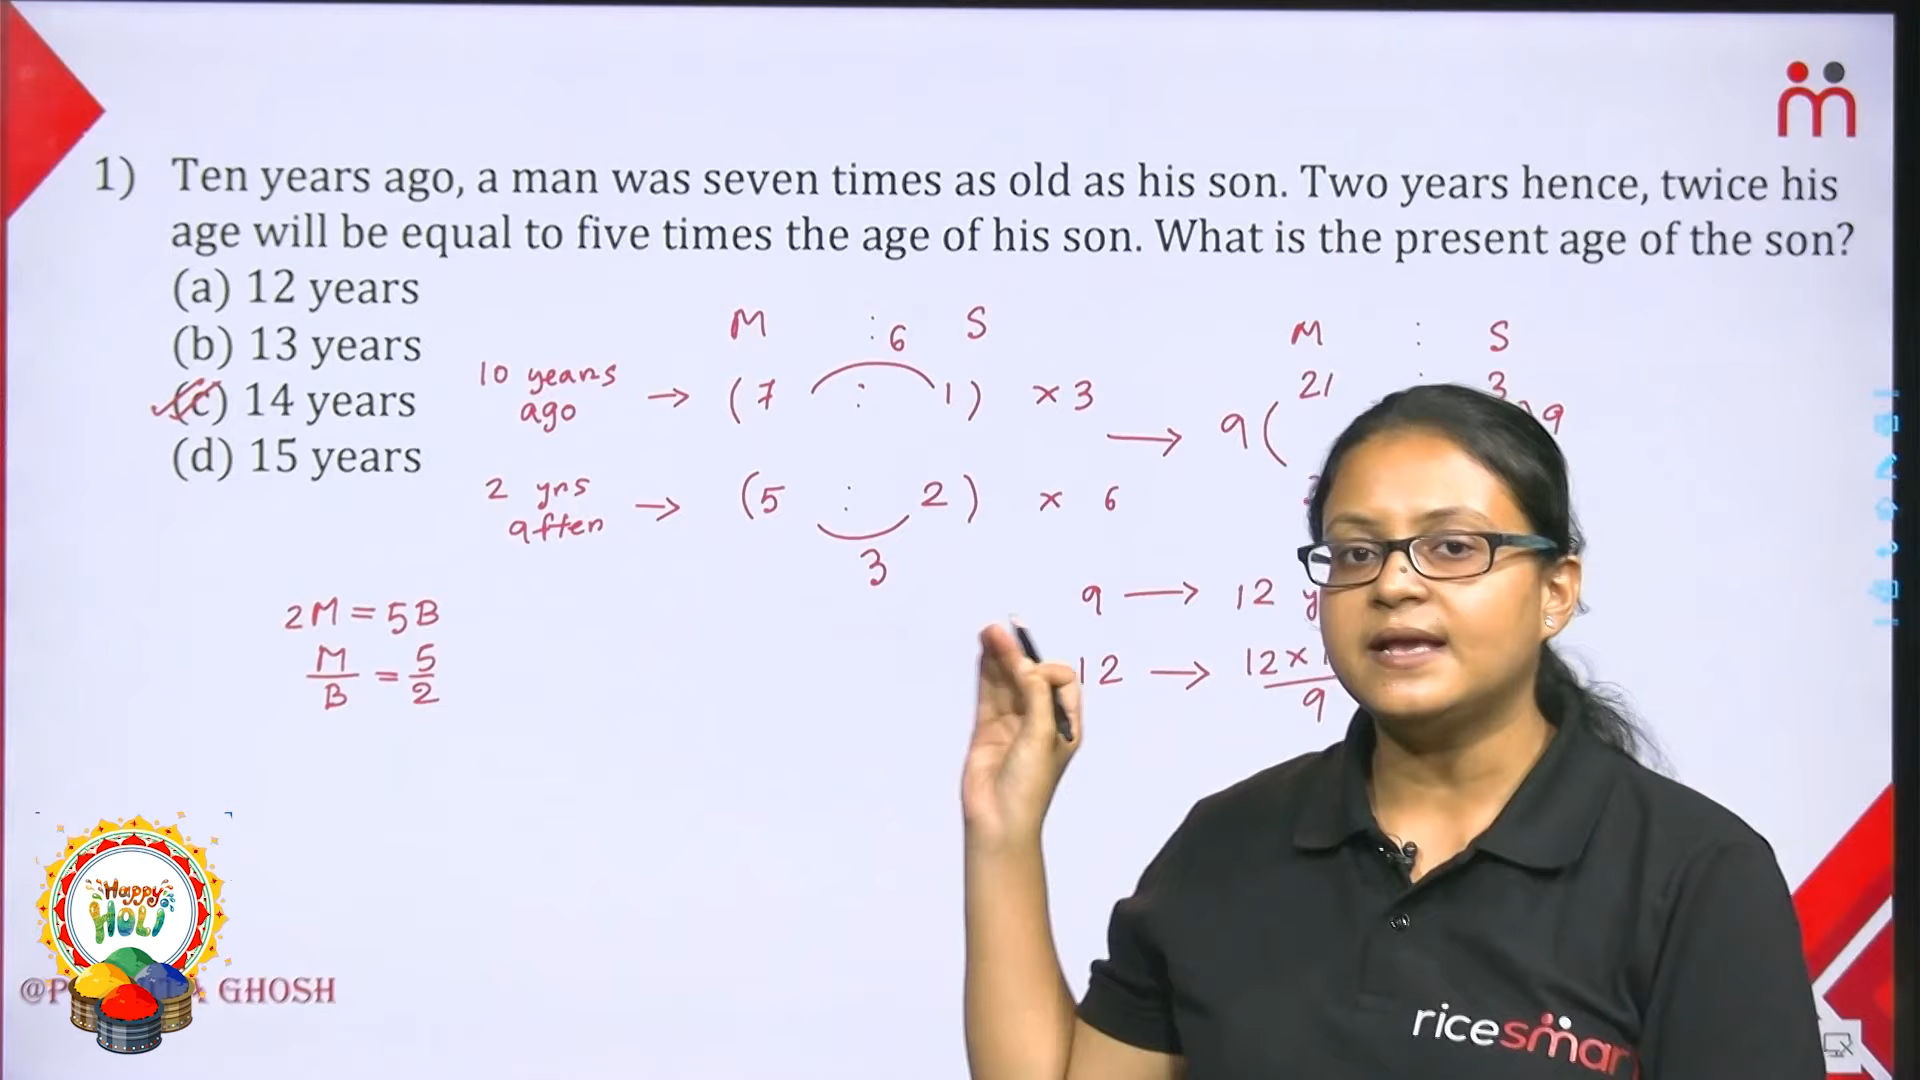 1) Ten years ago, a man was seven times as old as his son. Two years hence, twice his
age will be equal to five times the age of his son. What is the present age of the son?
(a) 12 years
(b) 13 years
(c) 14 years
(d) 15 years
M : S
6
10 years
ago → (7 : 1) × 3
2 yrs
after → (5 : 2) × 6
3
2M = 5B
M/B = 5/2
M : S
21 : 3
9(
)9
9 → 12 y
12 → 12 ×
9
Happy
HOLI
GHOSH
ricesmar